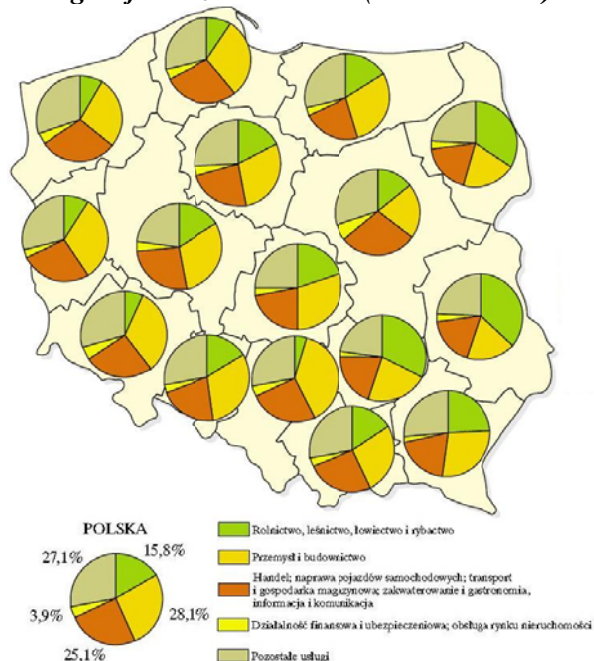 POLSKA
27,1%
15,8%
3,9%
28,1%
25,1%
Rolnictwo, leśnictwo, łowiectwo i rybactwo
Przemysł i budownictwo
Handel; naprawa pojazdów samochodowych; transport
i gospodarka magazynowa; zakwaterowanie i gastronomia,
informacja i komunikacja
Działalność finansowa i ubezpieczeniowa; obsługa rynku nieruchomości
Pozostałe usługi